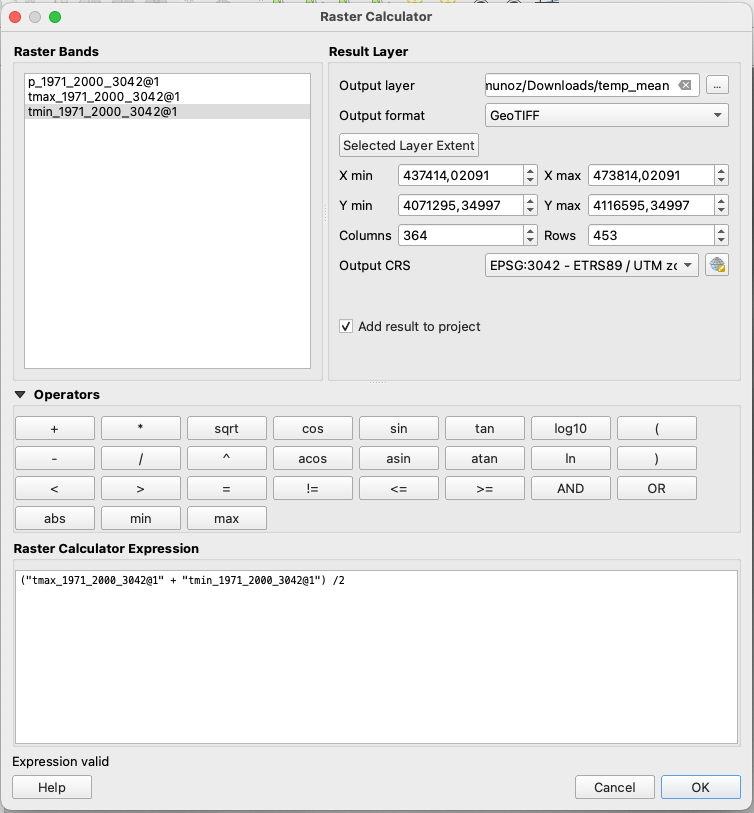 Raster Calculator
Raster Bands
p_1971_2000_3042@1
tmax_1971_2000_3042@1
tmin_1971_2000_3042@1
Result Layer
Output layer
nunoz/Downloads/temp_mean
...
Output format
GeoTIFF
Selected Layer Extent
X min 437414,02091 X max 473814,02091
Y min 4071295,34997 Y max 4116595,34997
Columns 364 Rows 453
Output CRS EPSG:3042 - ETRS89 / UTM zo
Add result to project
Operators
+ * sqrt cos sin tan log10 (
- / ^ acos asin atan ln )
< > = != <= >= AND OR
abs min max
Raster Calculator Expression
("tmax_1971_2000_3042@1" + "tmin_1971_2000_3042@1") /2
Expression valid
Help Cancel OK